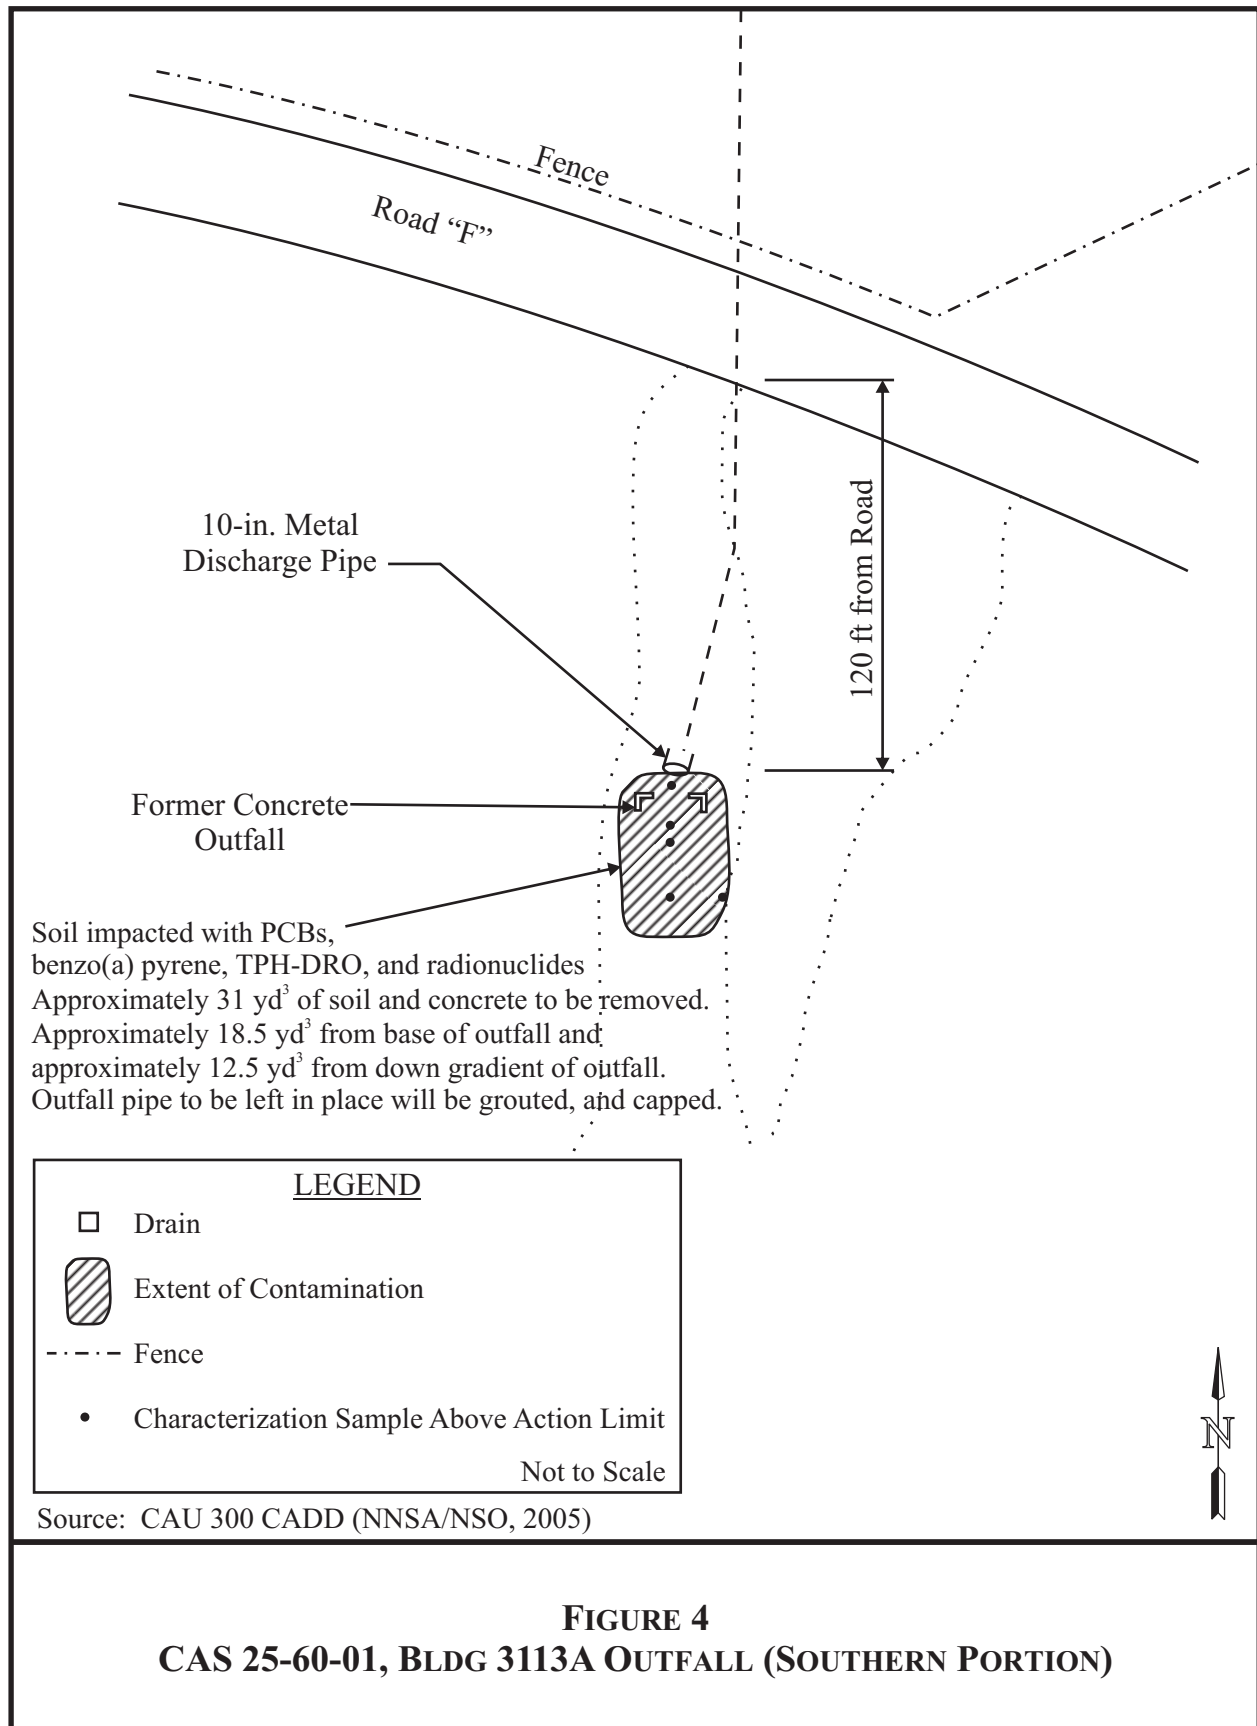 Fence
Road “F”
10-in. Metal
Discharge Pipe
120 ft from Road
Former Concrete
Outfall
Soil impacted with PCBs,
benzo(a) pyrene, TPH-DRO, and radionuclides
Approximately 31 yd³ of soil and concrete to be removed.
Approximately 18.5 yd³ from base of outfall and
approximately 12.5 yd³ from down gradient of outfall.
Outfall pipe to be left in place will be grouted, and capped.
LEGEND
Drain
Extent of Contamination
Fence
Characterization Sample Above Action Limit
Not to Scale
N
Source: CAU 300 CADD (NNSA/NSO, 2005)
FIGURE 4
CAS 25-60-01, BLDG 3113A OUTFALL (SOUTHERN PORTION)